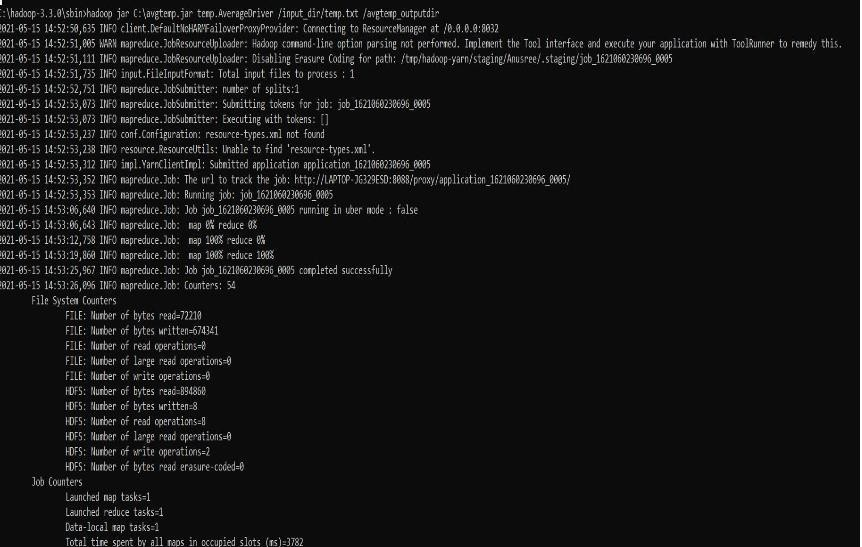 C:\hadoop-3.3.0\sbin>hadoop jar C:\avgtemp.jar temp.AverageDriver /input_dir/temp.txt /avgtemp_outputdir
2021-05-15 14:52:50,635 INFO client.DefaultNoHARMFailoverProxyProvider: Connecting to ResourceManager at /0.0.0.0:8032
2021-05-15 14:52:51,005 WARN mapreduce.JobResourceUploader: Hadoop command-line option parsing not performed. Implement the Tool interface and execute your application with ToolRunner to remedy this.
2021-05-15 14:52:51,111 INFO mapreduce.JobResourceUploader: Disabling Erasure Coding for path: /tmp/hadoop-yarn/staging/Anusree/.staging/job_1621060230696_0005
2021-05-15 14:52:51,735 INFO input.FileInputFormat: Total input files to process : 1
2021-05-15 14:52:52,751 INFO mapreduce.JobSubmitter: number of splits:1
2021-05-15 14:52:53,073 INFO mapreduce.JobSubmitter: Submitting tokens for job: job_1621060230696_0005
2021-05-15 14:52:53,073 INFO mapreduce.JobSubmitter: Executing with tokens: []
2021-05-15 14:52:53,237 INFO conf.Configuration: resource-types.xml not found
2021-05-15 14:52:53,238 INFO resource.ResourceUtils: Unable to find 'resource-types.xml'.
2021-05-15 14:52:53,312 INFO impl.YarnClientImpl: Submitted application application_1621060230696_0005
2021-05-15 14:52:53,352 INFO mapreduce.Job: The url to track the job: http://LAPTOP-JG329ESD:8088/proxy/application_1621060230696_0005/
2021-05-15 14:52:53,353 INFO mapreduce.Job: Running job: job_1621060230696_0005
2021-05-15 14:53:06,640 INFO mapreduce.Job: Job job_1621060230696_0005 running in uber mode : false
2021-05-15 14:53:06,643 INFO mapreduce.Job:  map 0% reduce 0%
2021-05-15 14:53:12,758 INFO mapreduce.Job:  map 100% reduce 0%
2021-05-15 14:53:19,860 INFO mapreduce.Job:  map 100% reduce 100%
2021-05-15 14:53:25,967 INFO mapreduce.Job: Job job_1621060230696_0005 completed successfully
2021-05-15 14:53:26,096 INFO mapreduce.Job: Counters: 54
File System Counters
FILE: Number of bytes read=72210
FILE: Number of bytes written=674341
FILE: Number of read operations=0
FILE: Number of large read operations=0
FILE: Number of write operations=0
HDFS: Number of bytes read=894860
HDFS: Number of bytes written=8
HDFS: Number of read operations=8
HDFS: Number of large read operations=0
HDFS: Number of write operations=2
HDFS: Number of bytes read erasure-coded=0
Job Counters
Launched map tasks=1
Launched reduce tasks=1
Data-local map tasks=1
Total time spent by all maps in occupied slots (ms)=3782